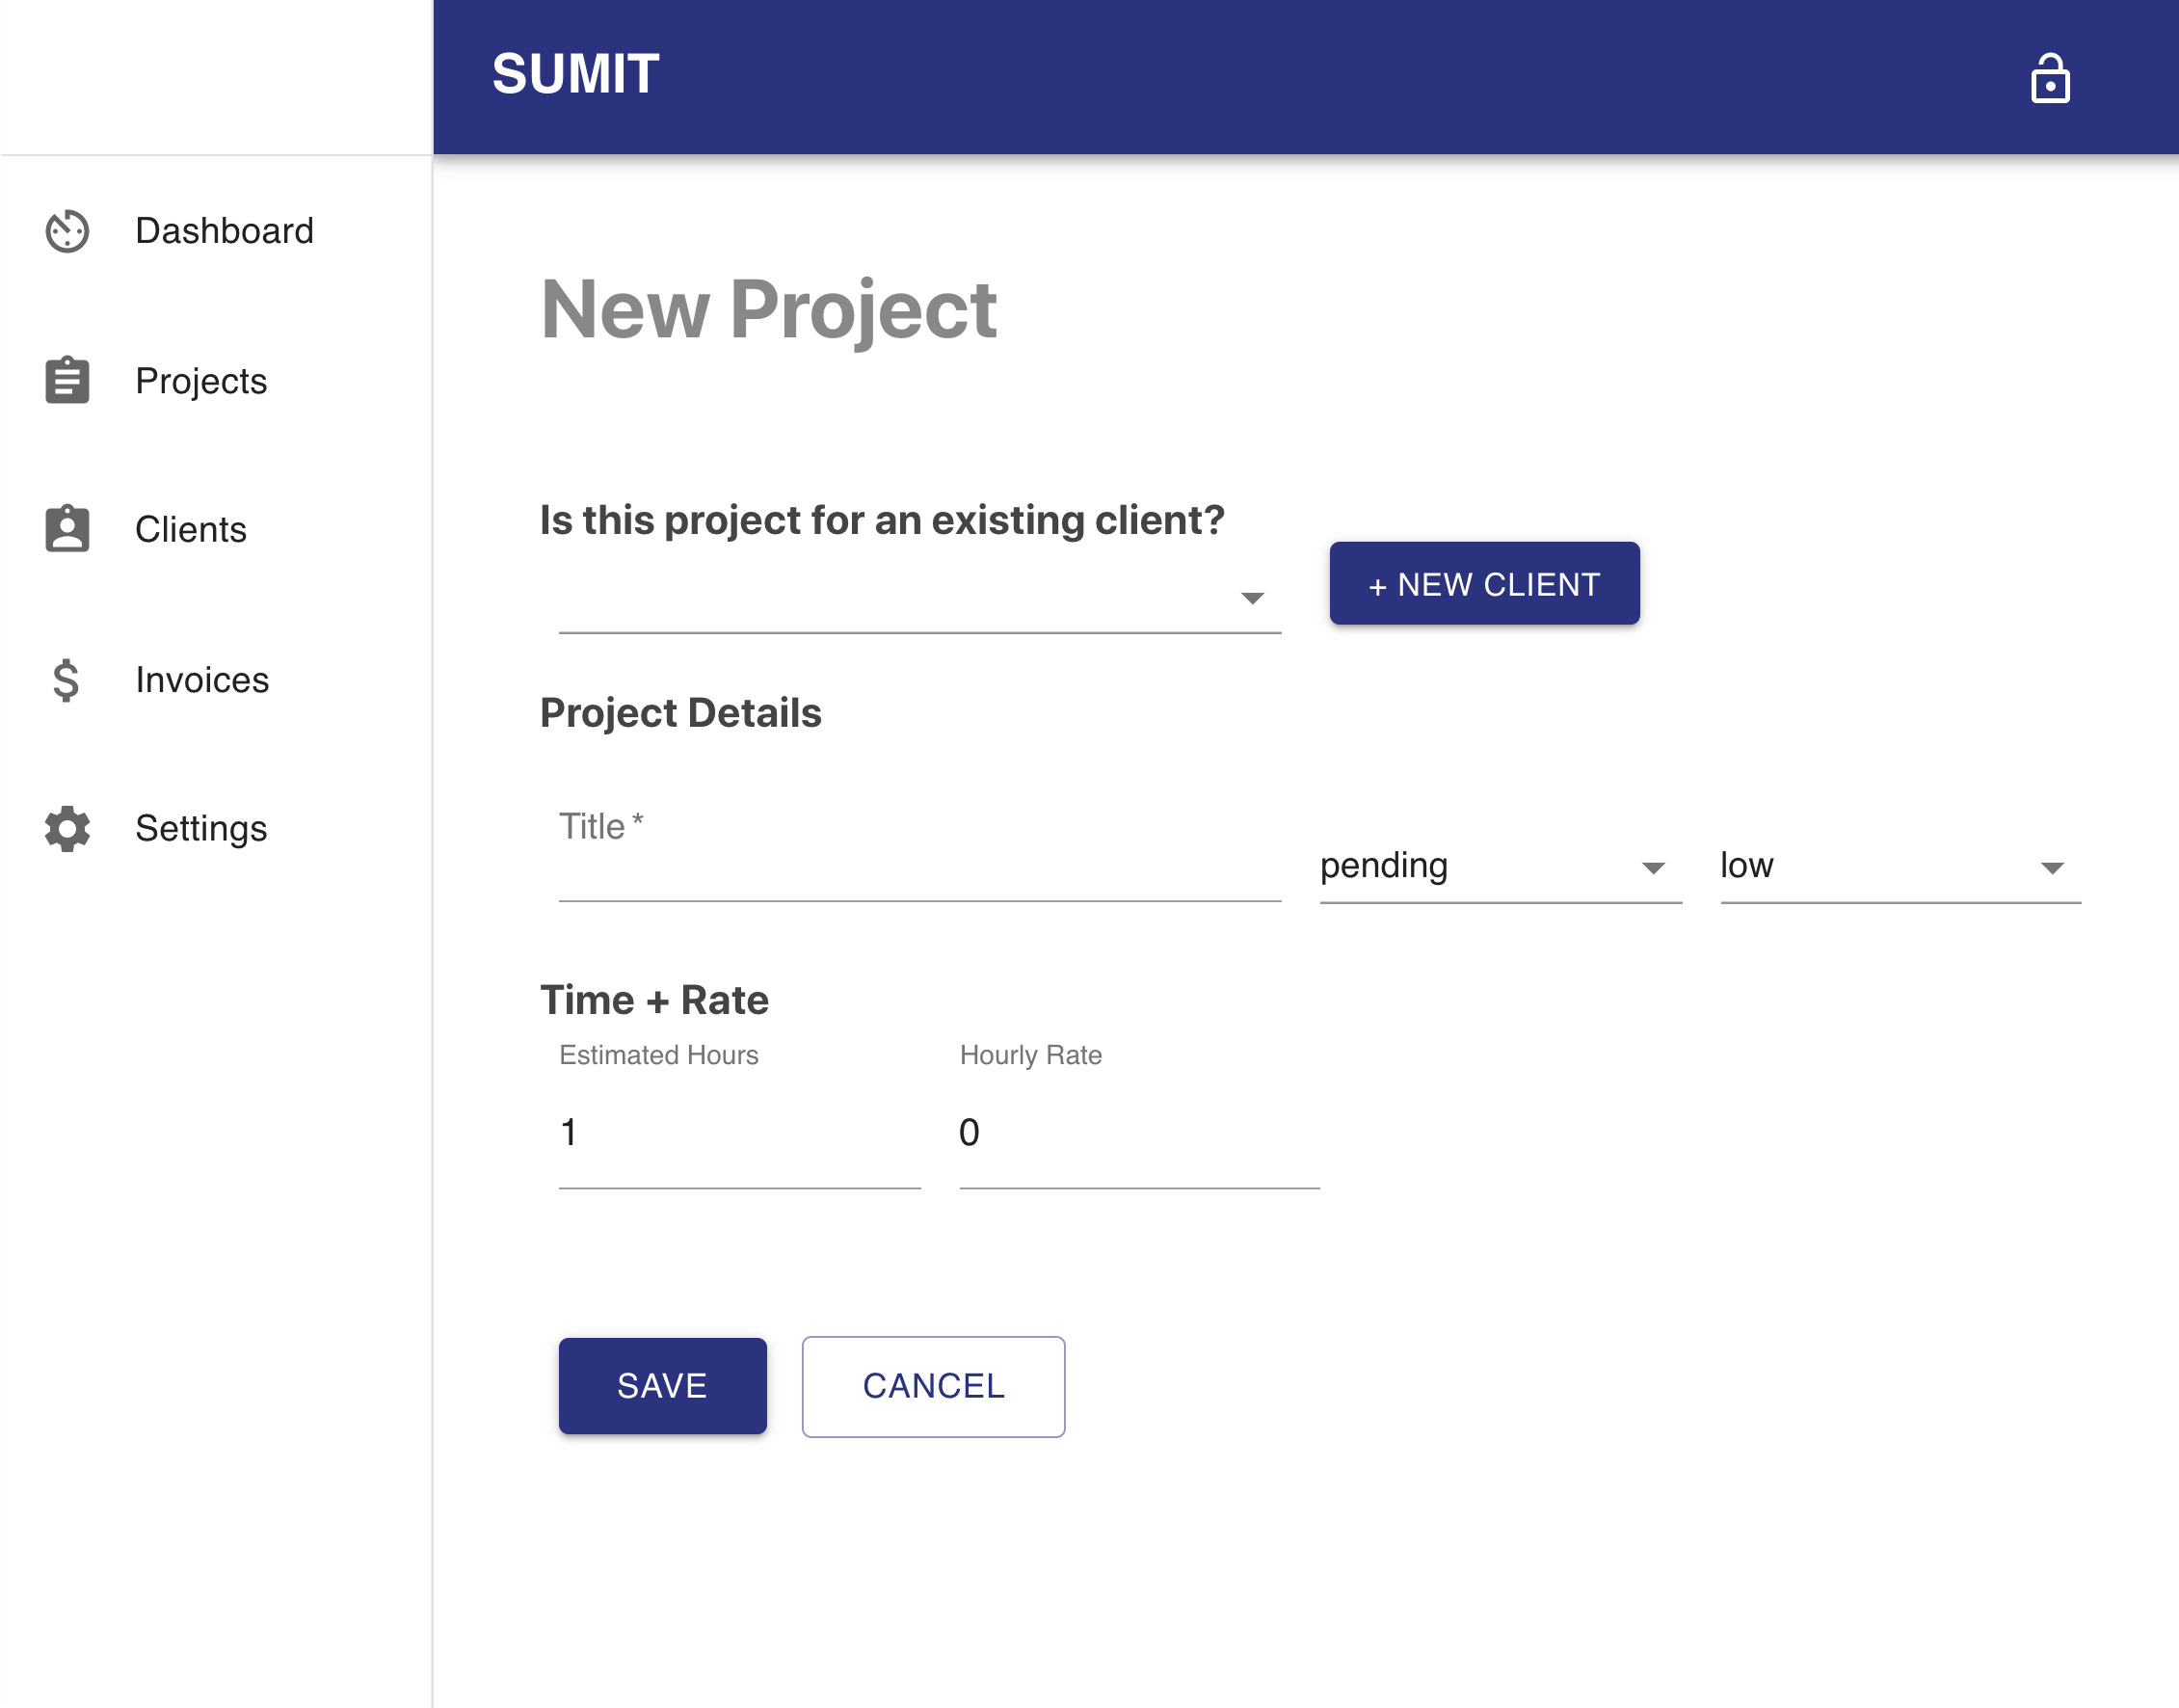 SUMIT
Dashboard
Projects
Clients
Invoices
Settings
New Project
Is this project for an existing client?
+ NEW CLIENT
Project Details
Title *
pending
low
Time + Rate
Estimated Hours
Hourly Rate
1
0
SAVE
CANCEL